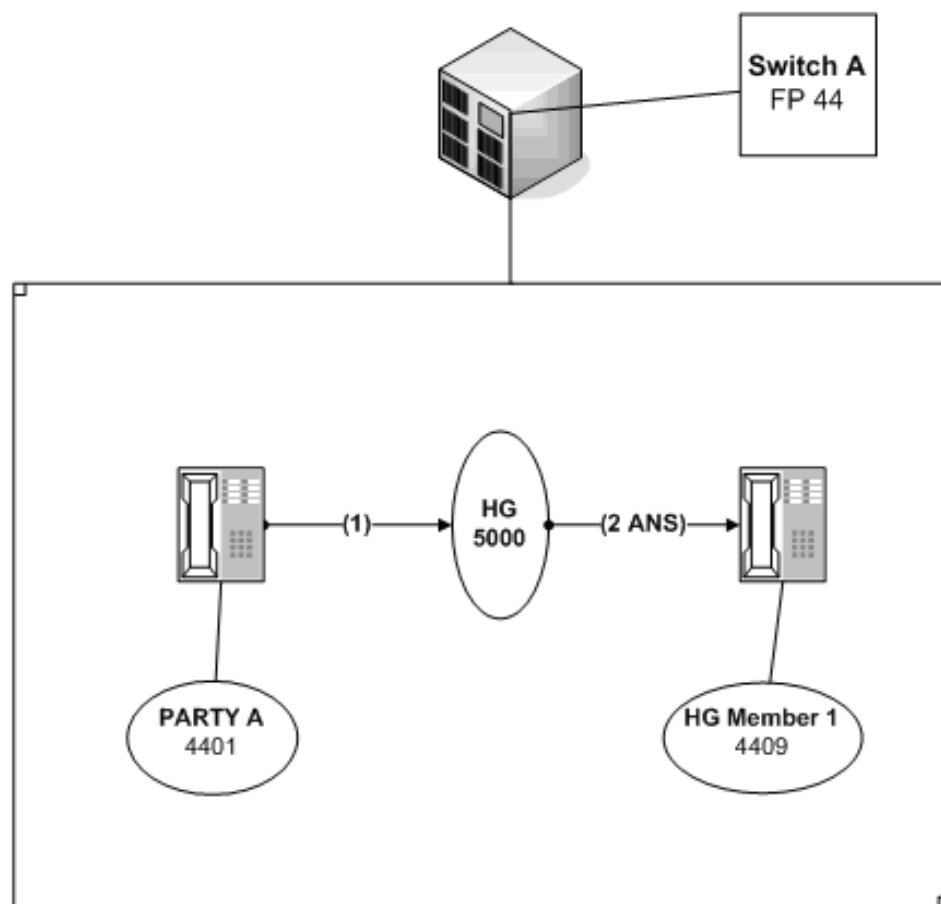 Switch A
FP 44
(1)
HG
5000
(2 ANS)
PARTY A
4401
HG Member 1
4409